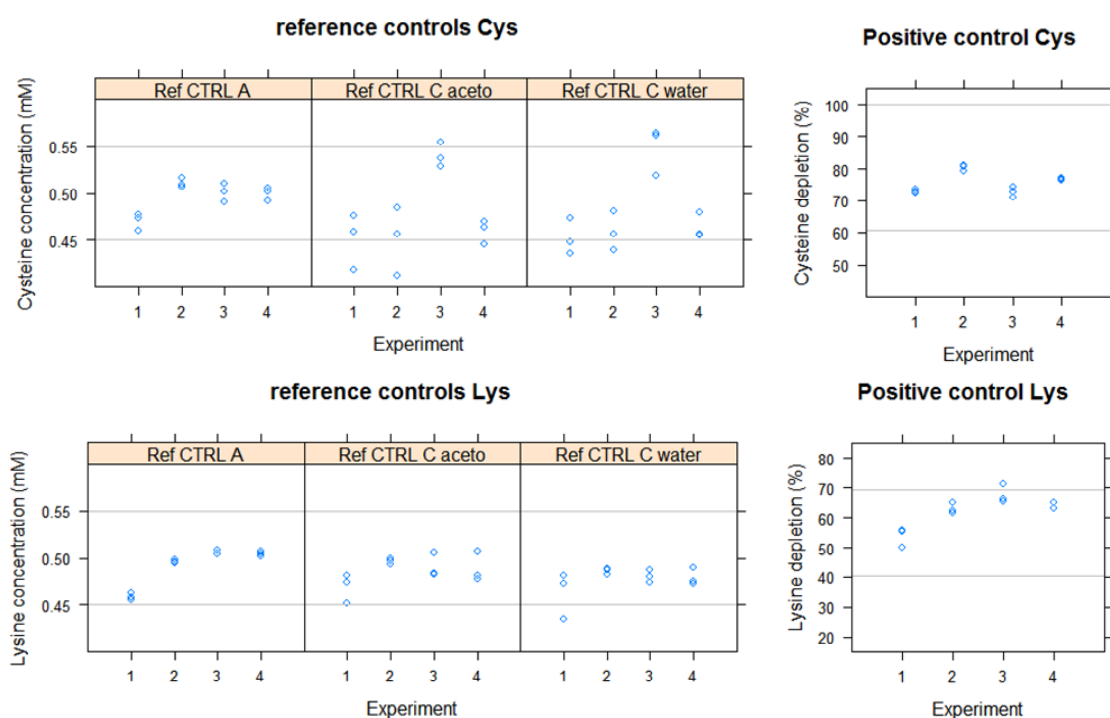 reference controls Cys
Ref CTRL A
Ref CTRL C aceto
Ref CTRL C water
Cysteine concentration (mM)
0.55
0.50
0.45
1 2 3 4 1 2 3 4 1 2 3 4
Experiment
Positive control Cys
Cysteine depletion (%)
100
90
80
70
60
50
1 2 3 4
Experiment
reference controls Lys
Ref CTRL A
Ref CTRL C aceto
Ref CTRL C water
Lysine concentration (mM)
0.55
0.50
0.45
1 2 3 4 1 2 3 4 1 2 3 4
Experiment
Positive control Lys
Lysine depletion (%)
80
70
60
50
40
30
20
1 2 3 4
Experiment